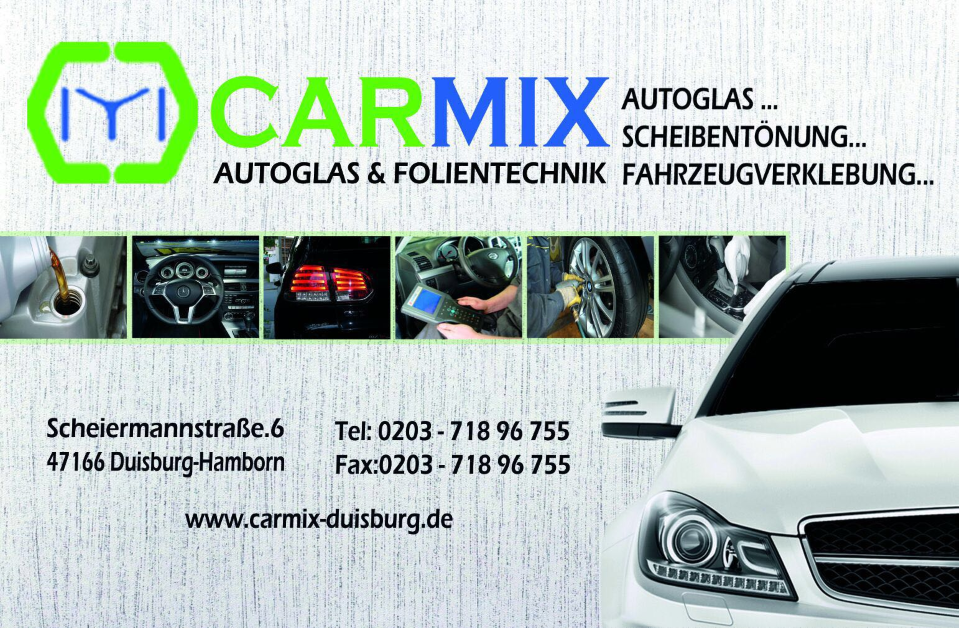 CARMIX
AUTOGLAS & FOLIENTECHNIK
AUTOGLAS ...
SCHEIBENTÖNUNG...
FAHRZEUGVERKLEBUNG...
Scheiermannstraße.6
47166 Duisburg-Hamborn
Tel: 0203 - 718 96 755
Fax:0203 - 718 96 755
www.carmix-duisburg.de